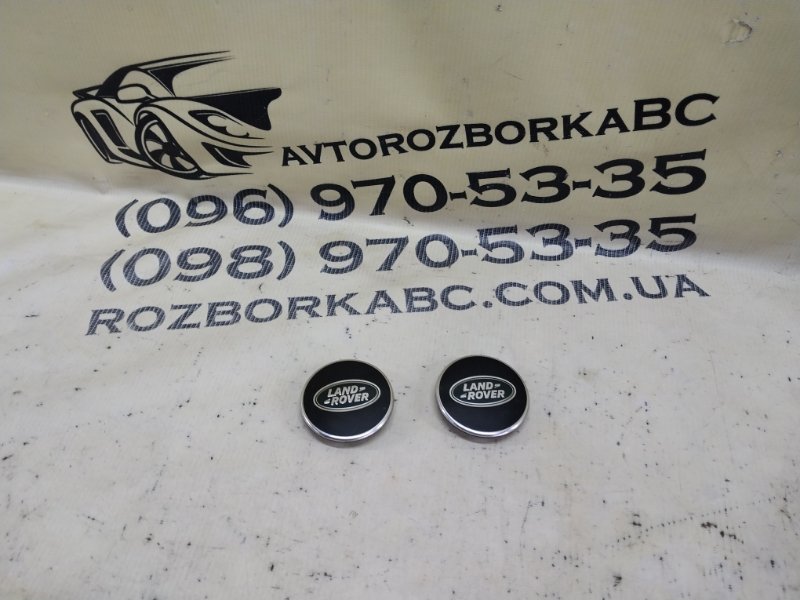 AVTOROZBORKABC
(096) 970-53-35
(098) 970-53-35
ROZBORKABC.COM.UA
LAND
ROVER
LAND
ROVER